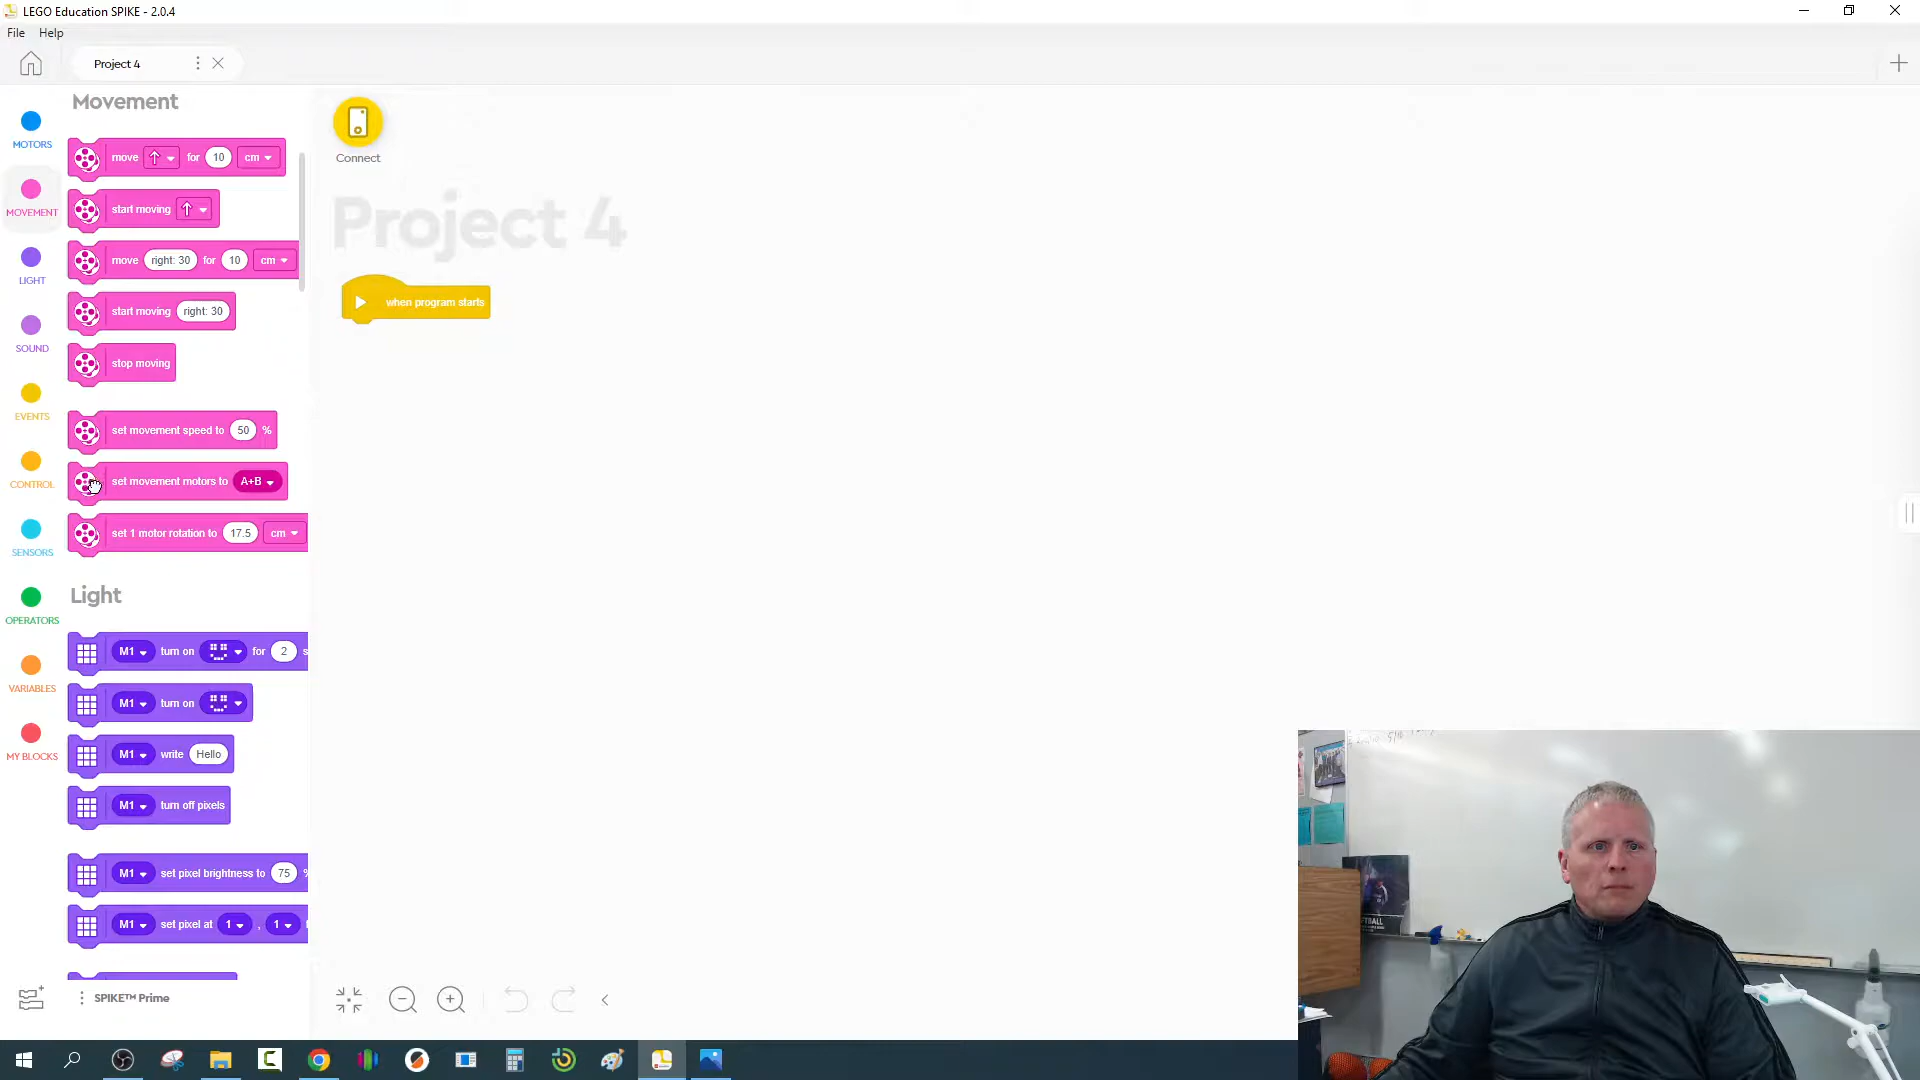 LEGO Education SPIKE - 2.0.4
File Help
Project 4
MOTORS
MOVEMENT
LIGHT
SOUND
EVENTS
CONTROL
SENSORS
OPERATORS
VARIABLES
MY BLOCKS
Movement
move for 10 cm
start moving
move right: 30 for 10 cm
start moving right: 30
stop moving
set movement speed to 50 %
set movement motors to A+B
set 1 motor rotation to 17.5 cm
Light
M1 turn on for 2 s
M1 turn on
M1 write Hello
M1 turn off pixels
M1 set pixel brightness to 75 %
M1 set pixel at 1 , 1
SPIKE™ Prime
Connect
Project 4
when program starts